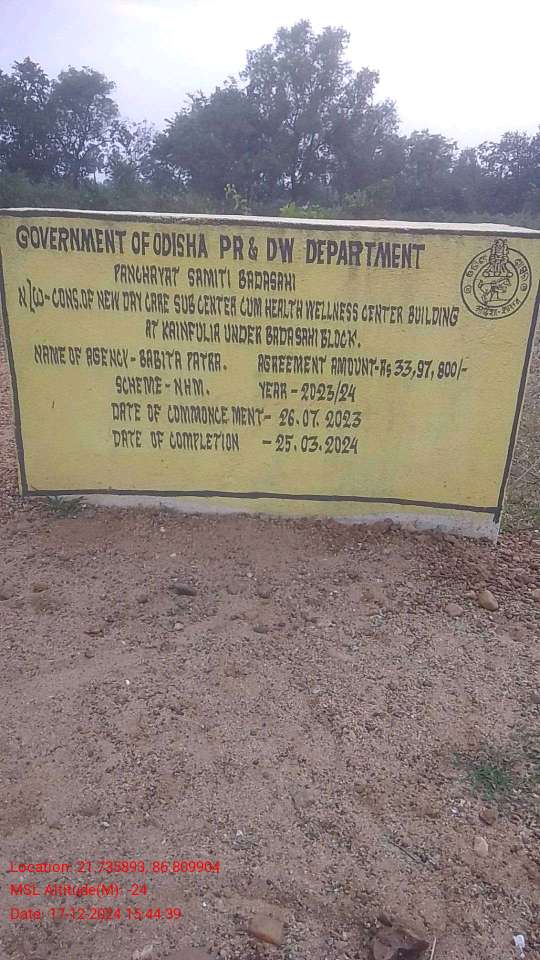 GOVERNMENT OF ODISHA PR & DW DEPARTMENT
PANCHAYAT SAMITI BADASAHI
N/W-CONS.OF NEW DAY CARE SUB CENTER CUM HEALTH WELLNESS CENTER BUILDING
AT KAINFULIA UNDER BADASAHI BLOCK.
NAME OF AGENCY-BABITA PATRA. AGREEMENT AMOUNT-Rs 33,97,800/-
SCHEME-NHM. YEAR-2023/24
DATE OF COMMONCE MENT- 26.07.2023
DATE OF COMPLETION -25.03.2024
Location: 21.735893, 86.809904
MSL Altitude(M): -24
Date: 17-12-2024 15:44:39